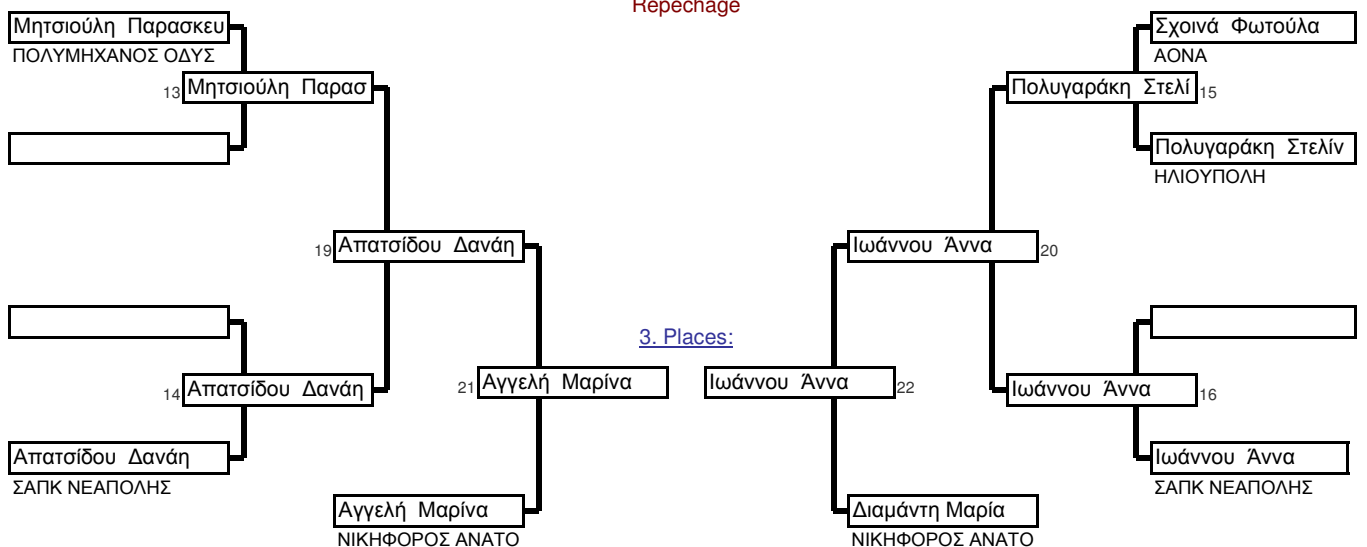 Repechage
Μητσιούλη Παρασκευ
ΠΟΛΥΜΗΧΑΝΟΣ ΟΔΥΣ
Σχοινά Φωτούλα
ΑΟΝΑ
13 Μητσιούλη Παρασ
Πολυγαράκη Στελί 15
Πολυγαράκη Στελίν
ΗΛΙΟΥΠΟΛΗ
19 Απατσίδου Δανάη
Ιωάννου Άννα 20
3. Places:
14 Απατσίδου Δανάη
21 Αγγελή Μαρίνα
Ιωάννου Άννα 22
Ιωάννου Άννα 16
Απατσίδου Δανάη
ΣΑΠΚ ΝΕΑΠΟΛΗΣ
Ιωάννου Άννα
ΣΑΠΚ ΝΕΑΠΟΛΗΣ
Αγγελή Μαρίνα
ΝΙΚΗΦΟΡΟΣ ΑΝΑΤΟ
Διαμάντη Μαρία
ΝΙΚΗΦΟΡΟΣ ΑΝΑΤΟ